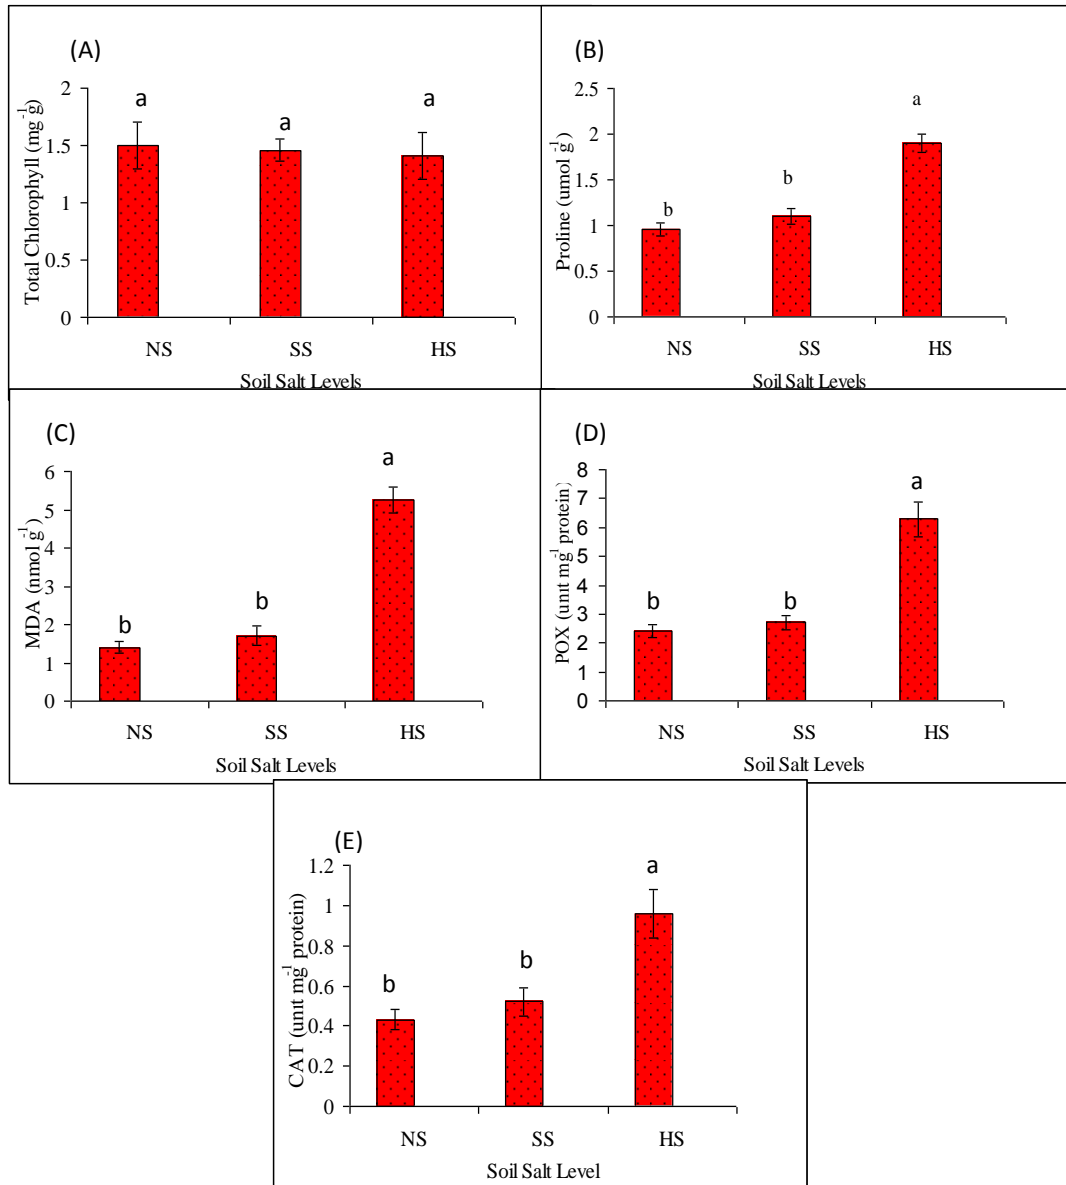 (A)
Total Chlorophyll (mg⁻¹g)
2
1.5
1
0.5
0
a
a
a
NS SS HS
Soil Salt Levels
(B)
Proline (umol g⁻¹)
2.5
2
1.5
1
0.5
0
b
b
a
NS SS HS
Soil Salt Levels
(C)
MDA (nmol g⁻¹)
6
5
4
3
2
1
0
b
b
a
NS SS HS
Soil Salt Levels
(D)
POX (unit mg⁻¹ protein)
8
7
6
5
4
3
2
1
0
b
b
a
NS SS HS
Soil Salt Levels
(E)
CAT (unit mg⁻¹ protein)
1.2
1
0.8
0.6
0.4
0.2
0
b
b
a
NS SS HS
Soil Salt Level